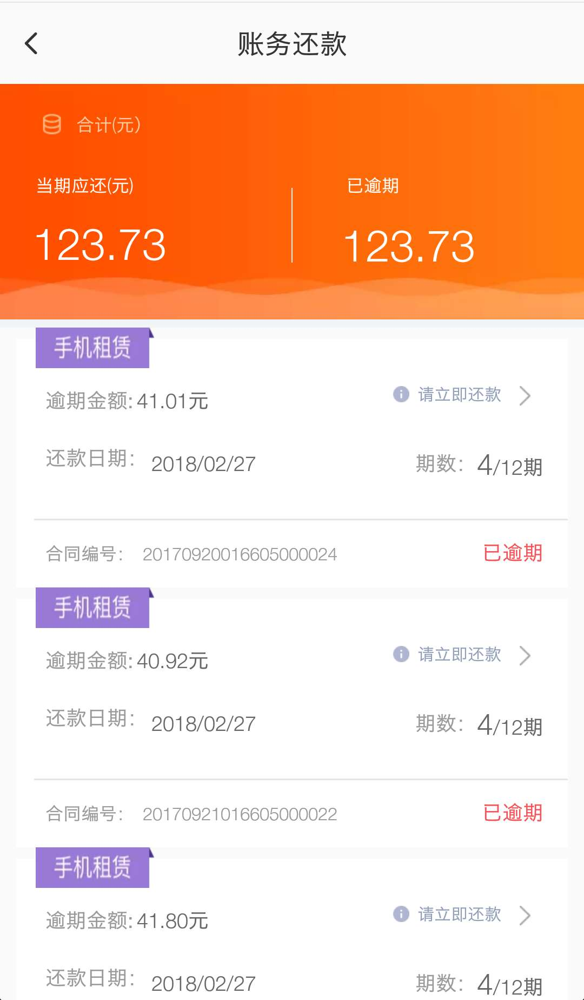 账务还款
合计(元)
当期应还(元) 已逾期
123.73 123.73
手机租赁
逾期金额:41.01元 请立即还款
还款日期: 2018/02/27 期数: 4/12期
合同编号: 20170920016605000024 已逾期
手机租赁
逾期金额:40.92元 请立即还款
还款日期: 2018/02/27 期数: 4/12期
合同编号: 20170921016605000022 已逾期
手机租赁
逾期金额:41.80元 请立即还款
还款日期: 2018/02/27 期数: 4/12期